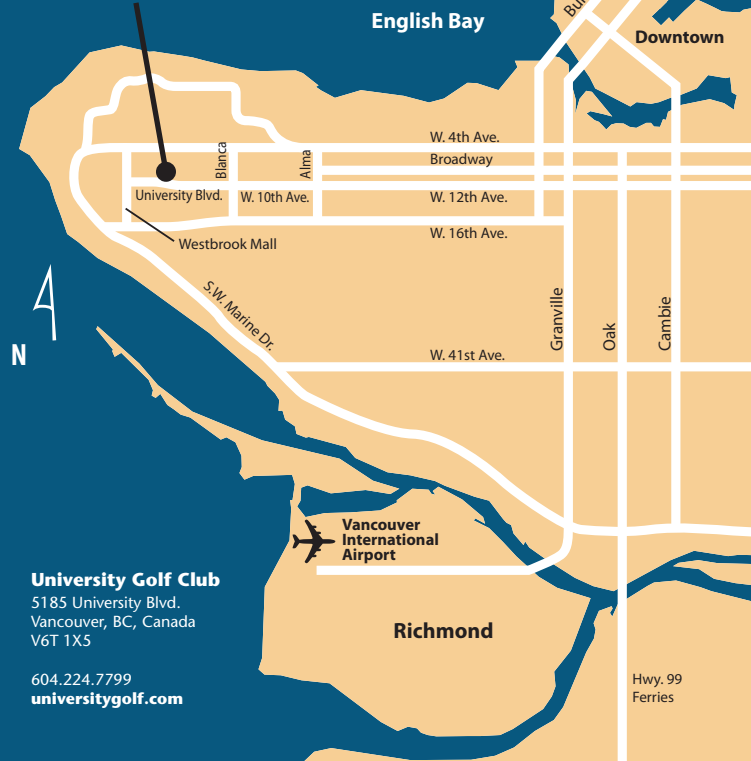 English Bay
Bur
Downtown
W. 4th Ave.
Broadway
Blanca
Alma
University Blvd.
W. 10th Ave.
W. 12th Ave.
W. 16th Ave.
Westbrook Mall
S.W. Marine Dr.
Granville
Oak
Cambie
N
W. 41st Ave.
Vancouver
International
Airport
University Golf Club
5185 University Blvd.
Vancouver, BC, Canada
V6T 1X5
604.224.7799
universitygolf.com
Richmond
Hwy. 99
Ferries